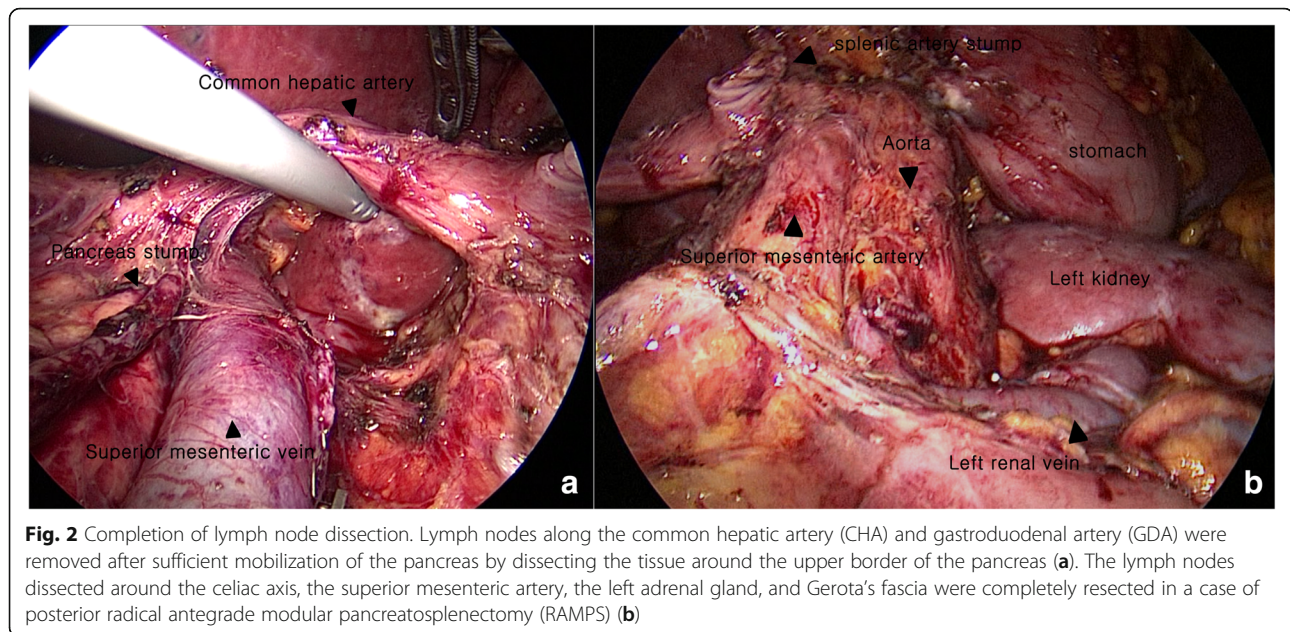 Common hepatic artery
Pancreas stump
Superior mesenteric vein
a
splenic artery stump
Aorta
stomach
Superior mesenteric artery
Left kidney
Left renal vein
b
Fig. 2 Completion of lymph node dissection. Lymph nodes along the common hepatic artery (CHA) and gastroduodenal artery (GDA) were
removed after sufficient mobilization of the pancreas by dissecting the tissue around the upper border of the pancreas (a). The lymph nodes
dissected around the celiac axis, the superior mesenteric artery, the left adrenal gland, and Gerota's fascia were completely resected in a case of
posterior radical antegrade modular pancreatosplenectomy (RAMPS) (b)